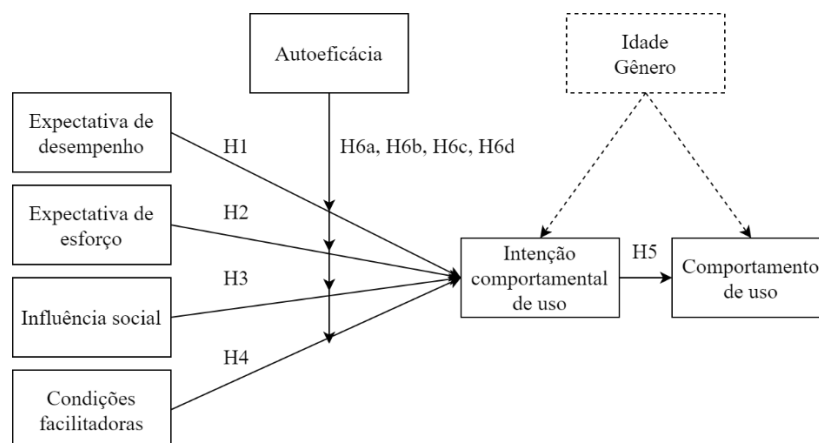 Autoeficácia
Idade
Gênero
Expectativa de
desempenho
H1
H6a, H6b, H6c, H6d
Expectativa de
esforço
H2
Intenção
comportamental
de uso
H5
Comportamento
de uso
H3
Influência social
H4
Condições
facilitadoras